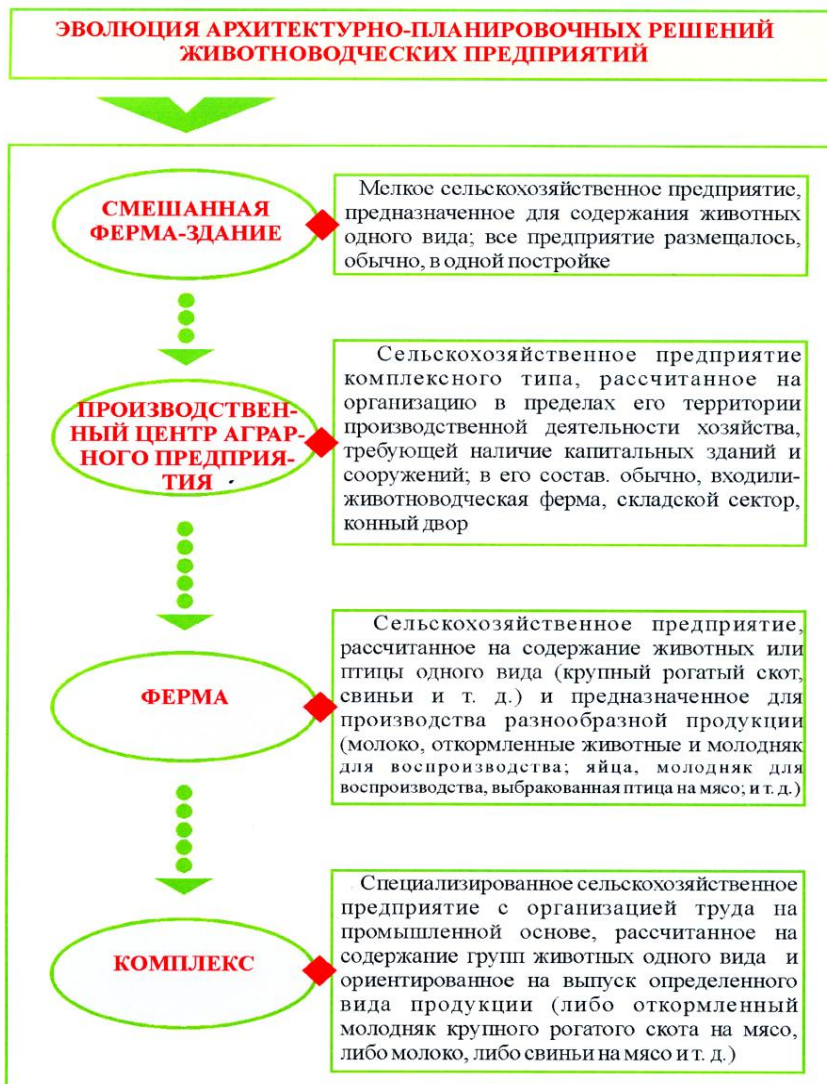 ЭВОЛЮЦИЯ АРХИТЕКТУРНО-ПЛАНИРОВОЧНЫХ РЕШЕНИЙ
ЖИВОТНОВОДЧЕСКИХ ПРЕДПРИЯТИЙ
СМЕШАННАЯ
ФЕРМА-ЗДАНИЕ
Мелкое сельскохозяйственное предприятие,
предназначенное для содержания животных
одного вида; все предприятие размещалось,
обычно, в одной постройке
ПРОИЗВОДСТВЕН-
НЫЙ ЦЕНТР АГРАР-
НОГО ПРЕДПРИЯ-
ТИЯ
Сельскохозяйственное предприятие
комплексного типа, рассчитанное на
организацию в пределах его территории
производственной деятельности хозяйства,
требующей наличие капитальных зданий и
сооружений; в его состав. обычно, входили-
животноводческая ферма, складской сектор,
конный двор
ФЕРМА
Сельскохозяйственное предприятие,
рассчитанное на содержание животных или
птицы одного вида (крупный рогатый скот,
свиньи и т. д.) и предназначенное для
производства разнообразной продукции
(молоко, откормленные животные и молодняк
для воспроизводства; яйца, молодняк для
воспроизводства, выбракованная птица на мясо; и т. д.)
КОМПЛЕКС
Специализированное сельскохозяйственное
предприятие с организацией труда на
промышленной основе, рассчитанное на
содержание групп животных одного вида и
ориентированное на выпуск определенного
вида продукции (либо откормленный
молодняк крупного рогатого скота на мясо,
либо молоко, либо свиньи на мясо и т. д.)